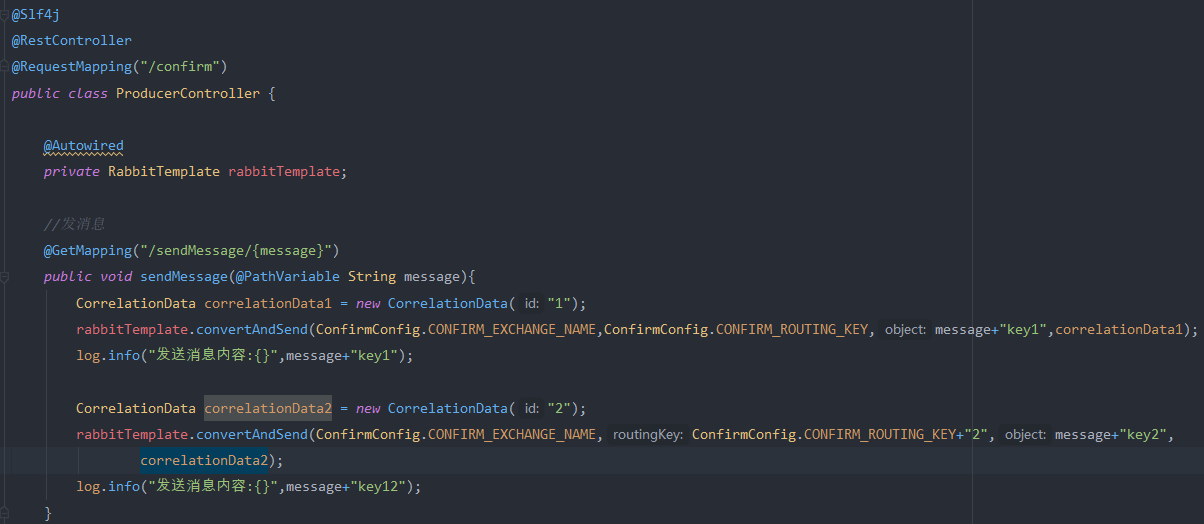 @Slf4j
@RestController
@RequestMapping("/confirm")
public class ProducerController {
@Autowired
private RabbitTemplate rabbitTemplate;
//发消息
@GetMapping("/sendMessage/{message}")
public void sendMessage(@PathVariable String message){
CorrelationData correlationData1 = new CorrelationData( id: "1");
rabbitTemplate.convertAndSend(ConfirmConfig.CONFIRM_EXCHANGE_NAME,ConfirmConfig.CONFIRM_ROUTING_KEY, object: message+"key1",correlationData1);
log.info("发送消息内容:{}",message+"key1");
CorrelationData correlationData2 = new CorrelationData( id: "2");
rabbitTemplate.convertAndSend(ConfirmConfig.CONFIRM_EXCHANGE_NAME, routingKey: ConfirmConfig.CONFIRM_ROUTING_KEY+"2", object: message+"key2",
correlationData2);
log.info("发送消息内容:{}",message+"key12");
}